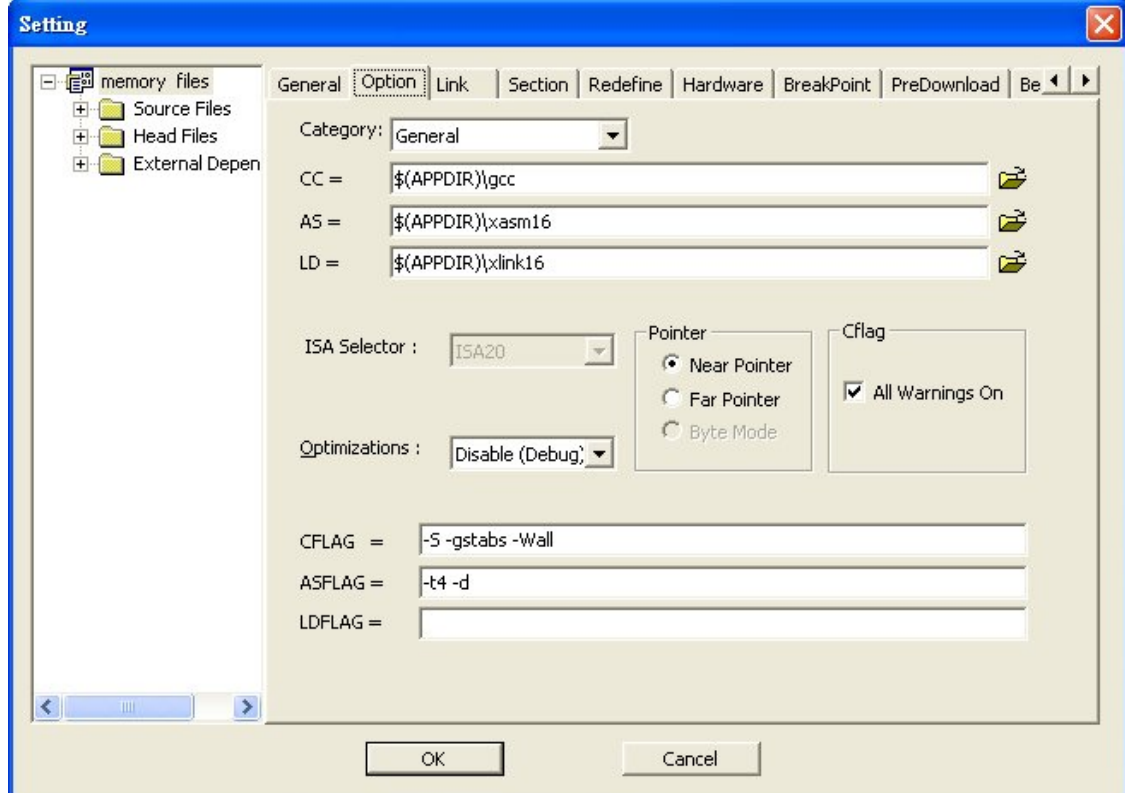 Setting
memory files
Source Files
Head Files
External Depen
General Option Link Section Redefine Hardware BreakPoint PreDownload Be
Category: General
CC = $(APPDIR)\gcc
AS = $(APPDIR)\xasm16
LD = $(APPDIR)\xlink16
ISA Selector : ISA20
Pointer
Near Pointer
Far Pointer
Byte Mode
Cflag
All Warnings On
Optimizations : Disable (Debug)
CFLAG = -S -gstabs -Wall
ASFLAG = -t4 -d
LDFLAG =
OK Cancel